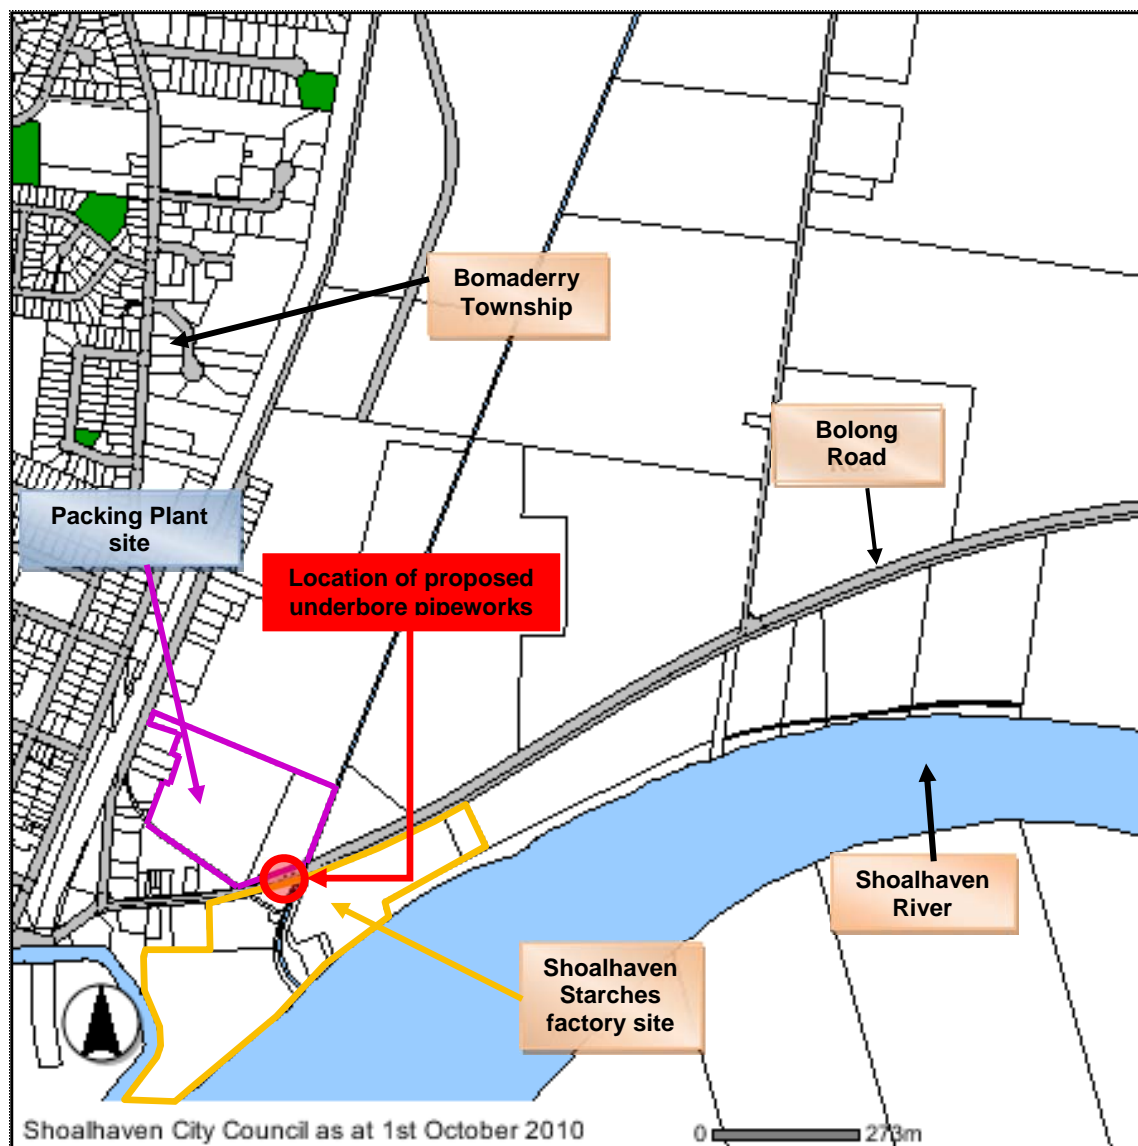 Bomaderry
Township
Bolong
Road
Packing Plant
site
Location of proposed
underbore pipeworks
Shoalhaven
River
Shoalhaven
Starches
factory site
Shoalhaven City Council as at 1st October 2010
0 273m